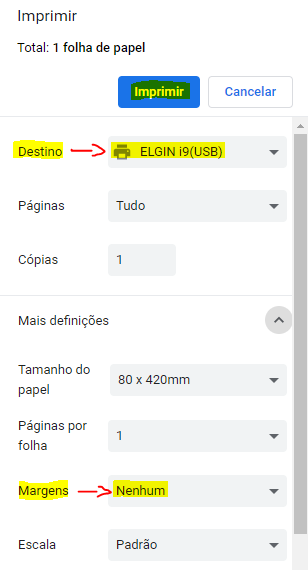 Imprimir
Total: 1 folha de papel
Imprimir Cancelar
Destino ELGIN i9(USB)
Páginas Tudo
Cópias 1
Mais definições
Tamanho do papel 80 x 420mm
Páginas por folha 1
Margens Nenhum
Escala Padrão